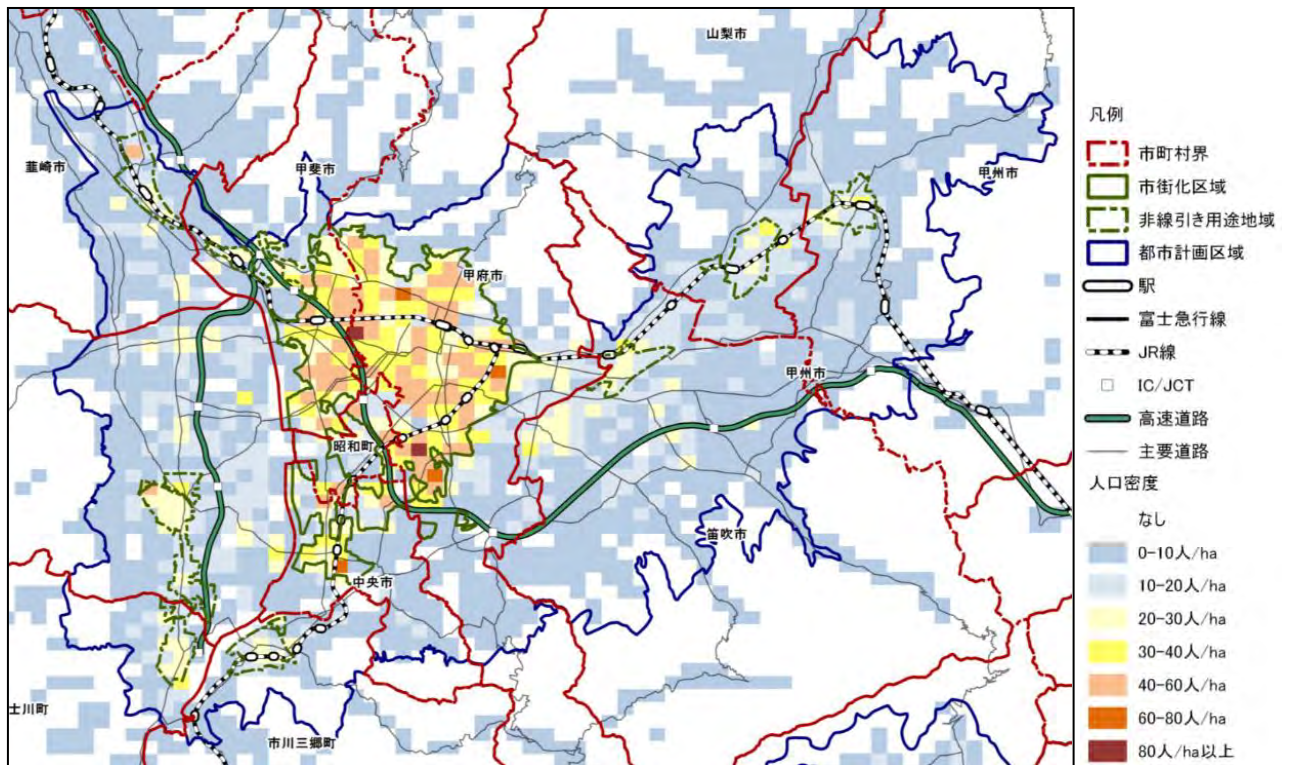 山梨市
韮崎市
甲斐市
甲州市
甲府市
甲州市
昭和町
笛吹市
中央市
士川町
市川三郷町
凡例
市町村界
市街化区域
非線引き用途地域
都市計画区域
駅
富士急行線
JR線
IC/JCT
高速道路
主要道路
人口密度
なし
0-10人/ha
10-20人/ha
20-30人/ha
30-40人/ha
40-60人/ha
60-80人/ha
80人/ha以上